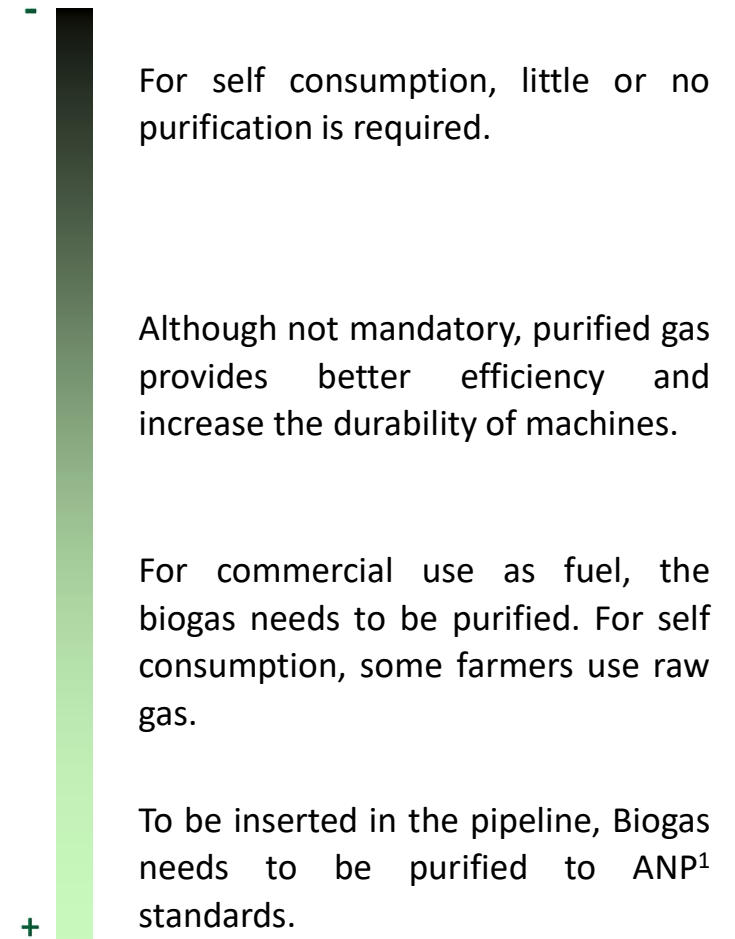 -
For self consumption, little or no
purification is required.
Although not mandatory, purified gas
provides better efficiency and
increase the durability of machines.
For commercial use as fuel, the
biogas needs to be purified. For self
consumption, some farmers use raw
gas.
To be inserted in the pipeline, Biogas
needs to be purified to ANP¹
standards.
+